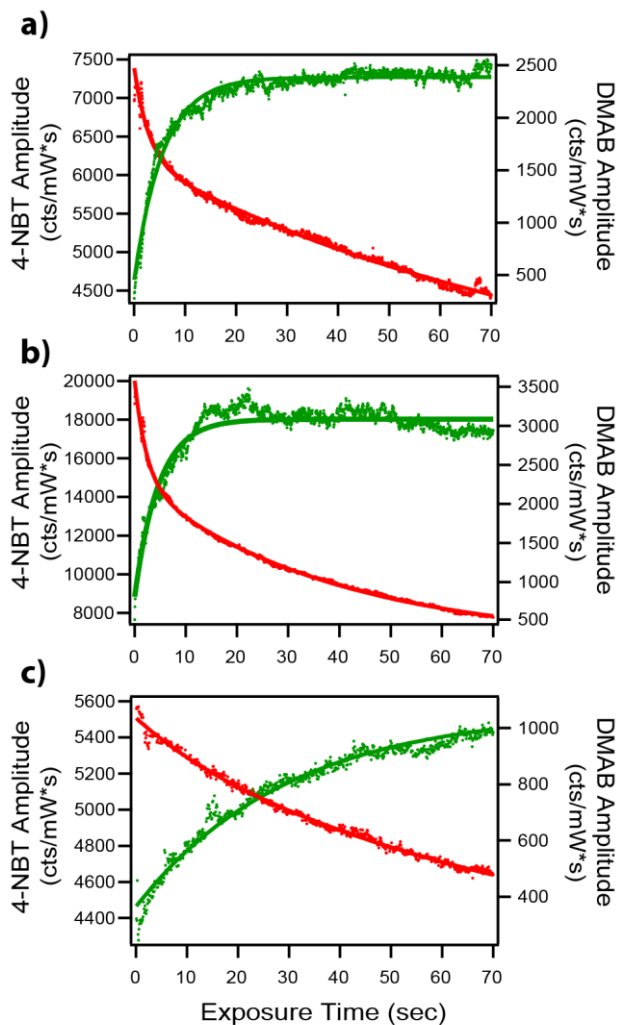 a)
7500
7000
6500
6000
5500
5000
4500
4-NBT Amplitude
(cts/mW*s)
2500
2000
1500
1000
500
DMAB Amplitude
(cts/mW*s)
0 10 20 30 40 50 60 70
b)
20000
18000
16000
14000
12000
10000
8000
4-NBT Amplitude
(cts/mW*s)
3500
3000
2500
2000
1500
1000
500
DMAB Amplitude
(cts/mW*s)
0 10 20 30 40 50 60 70
c)
5600
5400
5200
5000
4800
4600
4400
4-NBT Amplitude
(cts/mW*s)
1000
800
600
400
DMAB Amplitude
(cts/mW*s)
0 10 20 30 40 50 60 70
Exposure Time (sec)